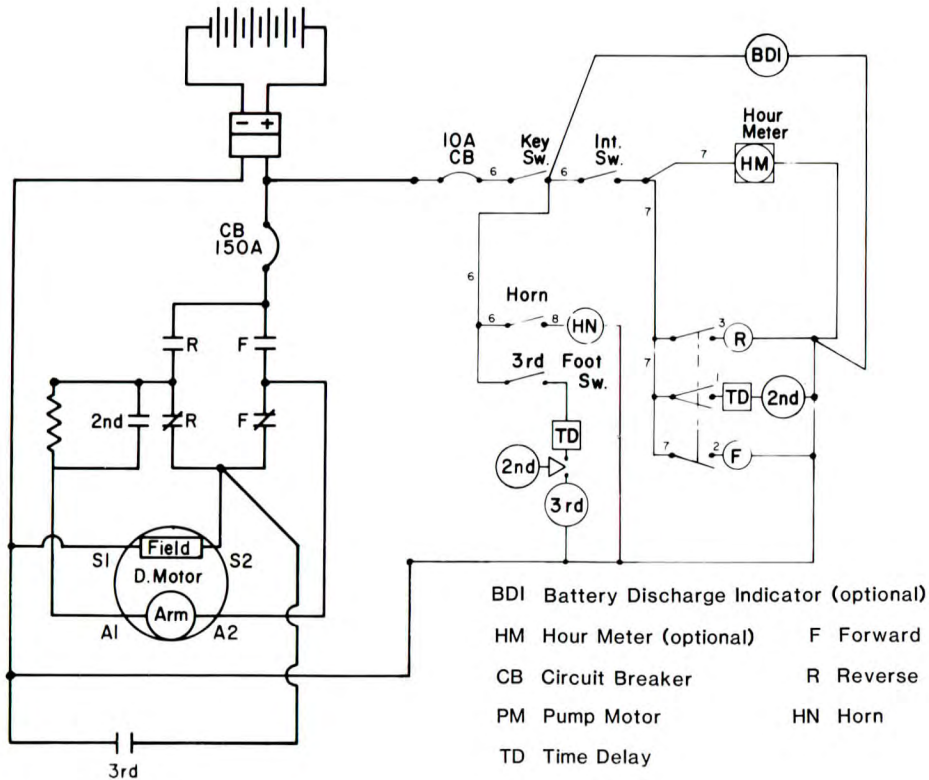 BDI
- +
Hour
Meter
10A
CB
Key
Sw.
Int.
Sw.
7
HM
6
6
CB
150A
7
6
Horn
6
8
HN
3
R
R
F
3rd
Foot
Sw.
7
1
TD
2nd
2nd
R
F
TD
7
2
F
2nd
3rd
S1
Field
S2
D. Motor
Arm
A1
A2
3rd
BDI Battery Discharge Indicator (optional)
HM Hour Meter (optional)
F Forward
CB Circuit Breaker
R Reverse
PM Pump Motor
HN Horn
TD Time Delay